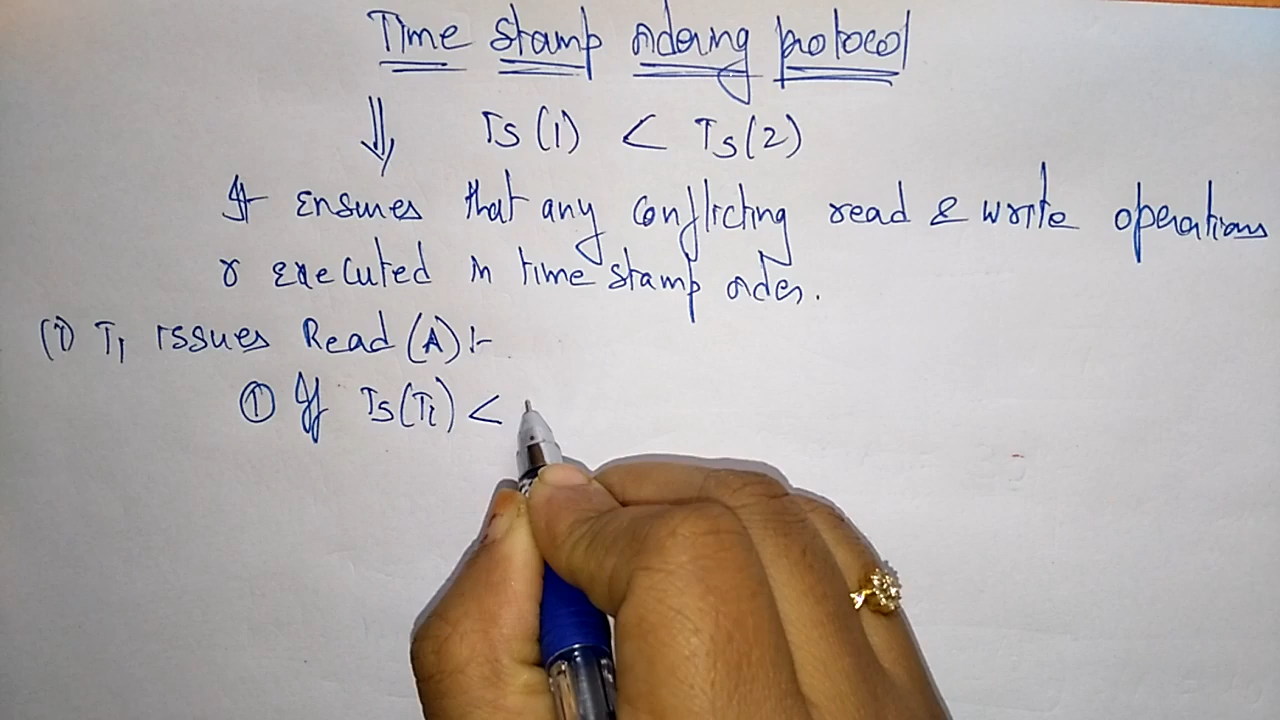 Time stamp ordering protocol
⇓ TS(1) < TS(2)
It ensures that any conflicting read & write operations
r executed in time stamp order.
(i) Ti issues Read (A) :-
① If TS(Ti) <